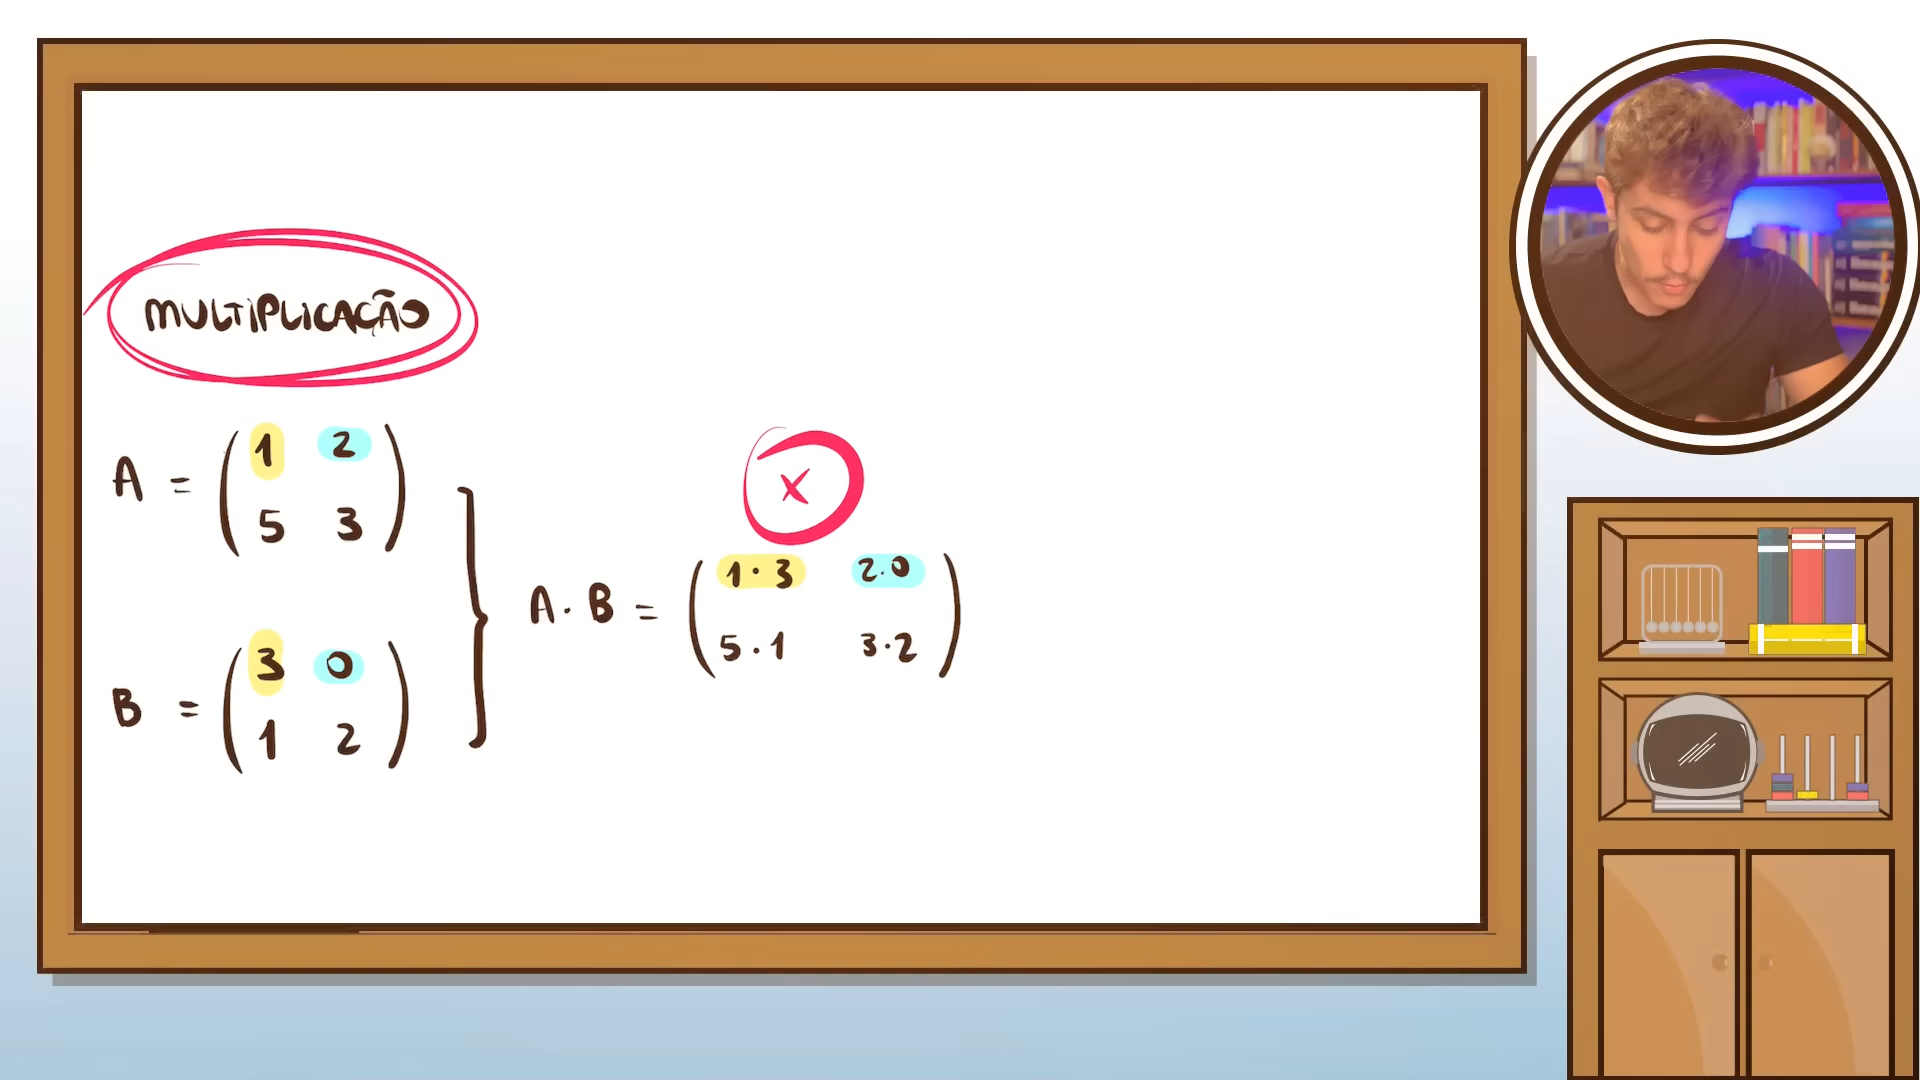 MULTIPLICAÇÃO
A = ( 1 2
5 3 )
B = ( 3 0
1 2 )
x
A · B = ( 1 · 3 2 . 0
5 . 1 3 · 2 )